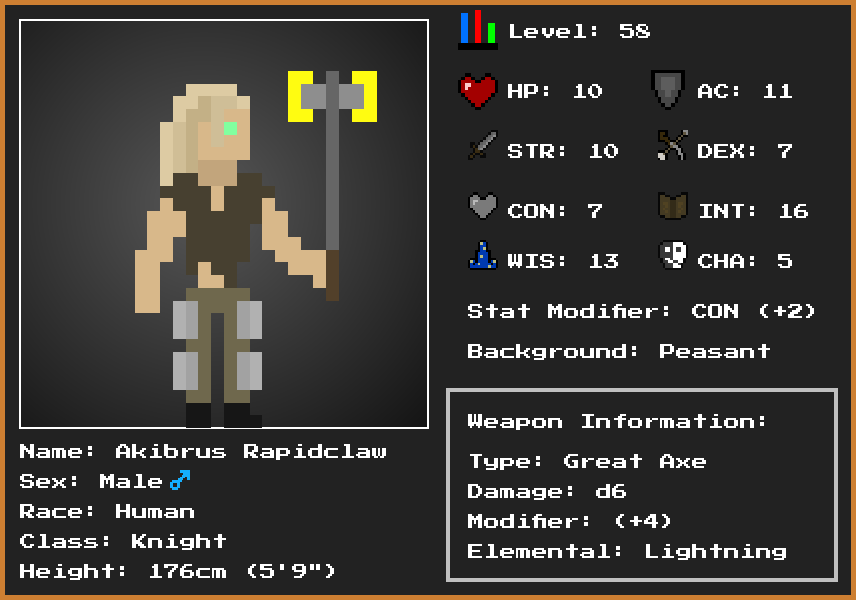 Level: 58
HP: 10 AC: 11
STR: 10 DEX: 7
CON: 7 INT: 16
WIS: 13 CHA: 5
Stat Modifier: CON (+2)
Background: Peasant
Weapon Information:
Type: Great Axe
Damage: d6
Modifier: (+4)
Elemental: Lightning
Name: Akibrus Rapidclaw
Sex: Male ♂
Race: Human
Class: Knight
Height: 176cm (5'9")